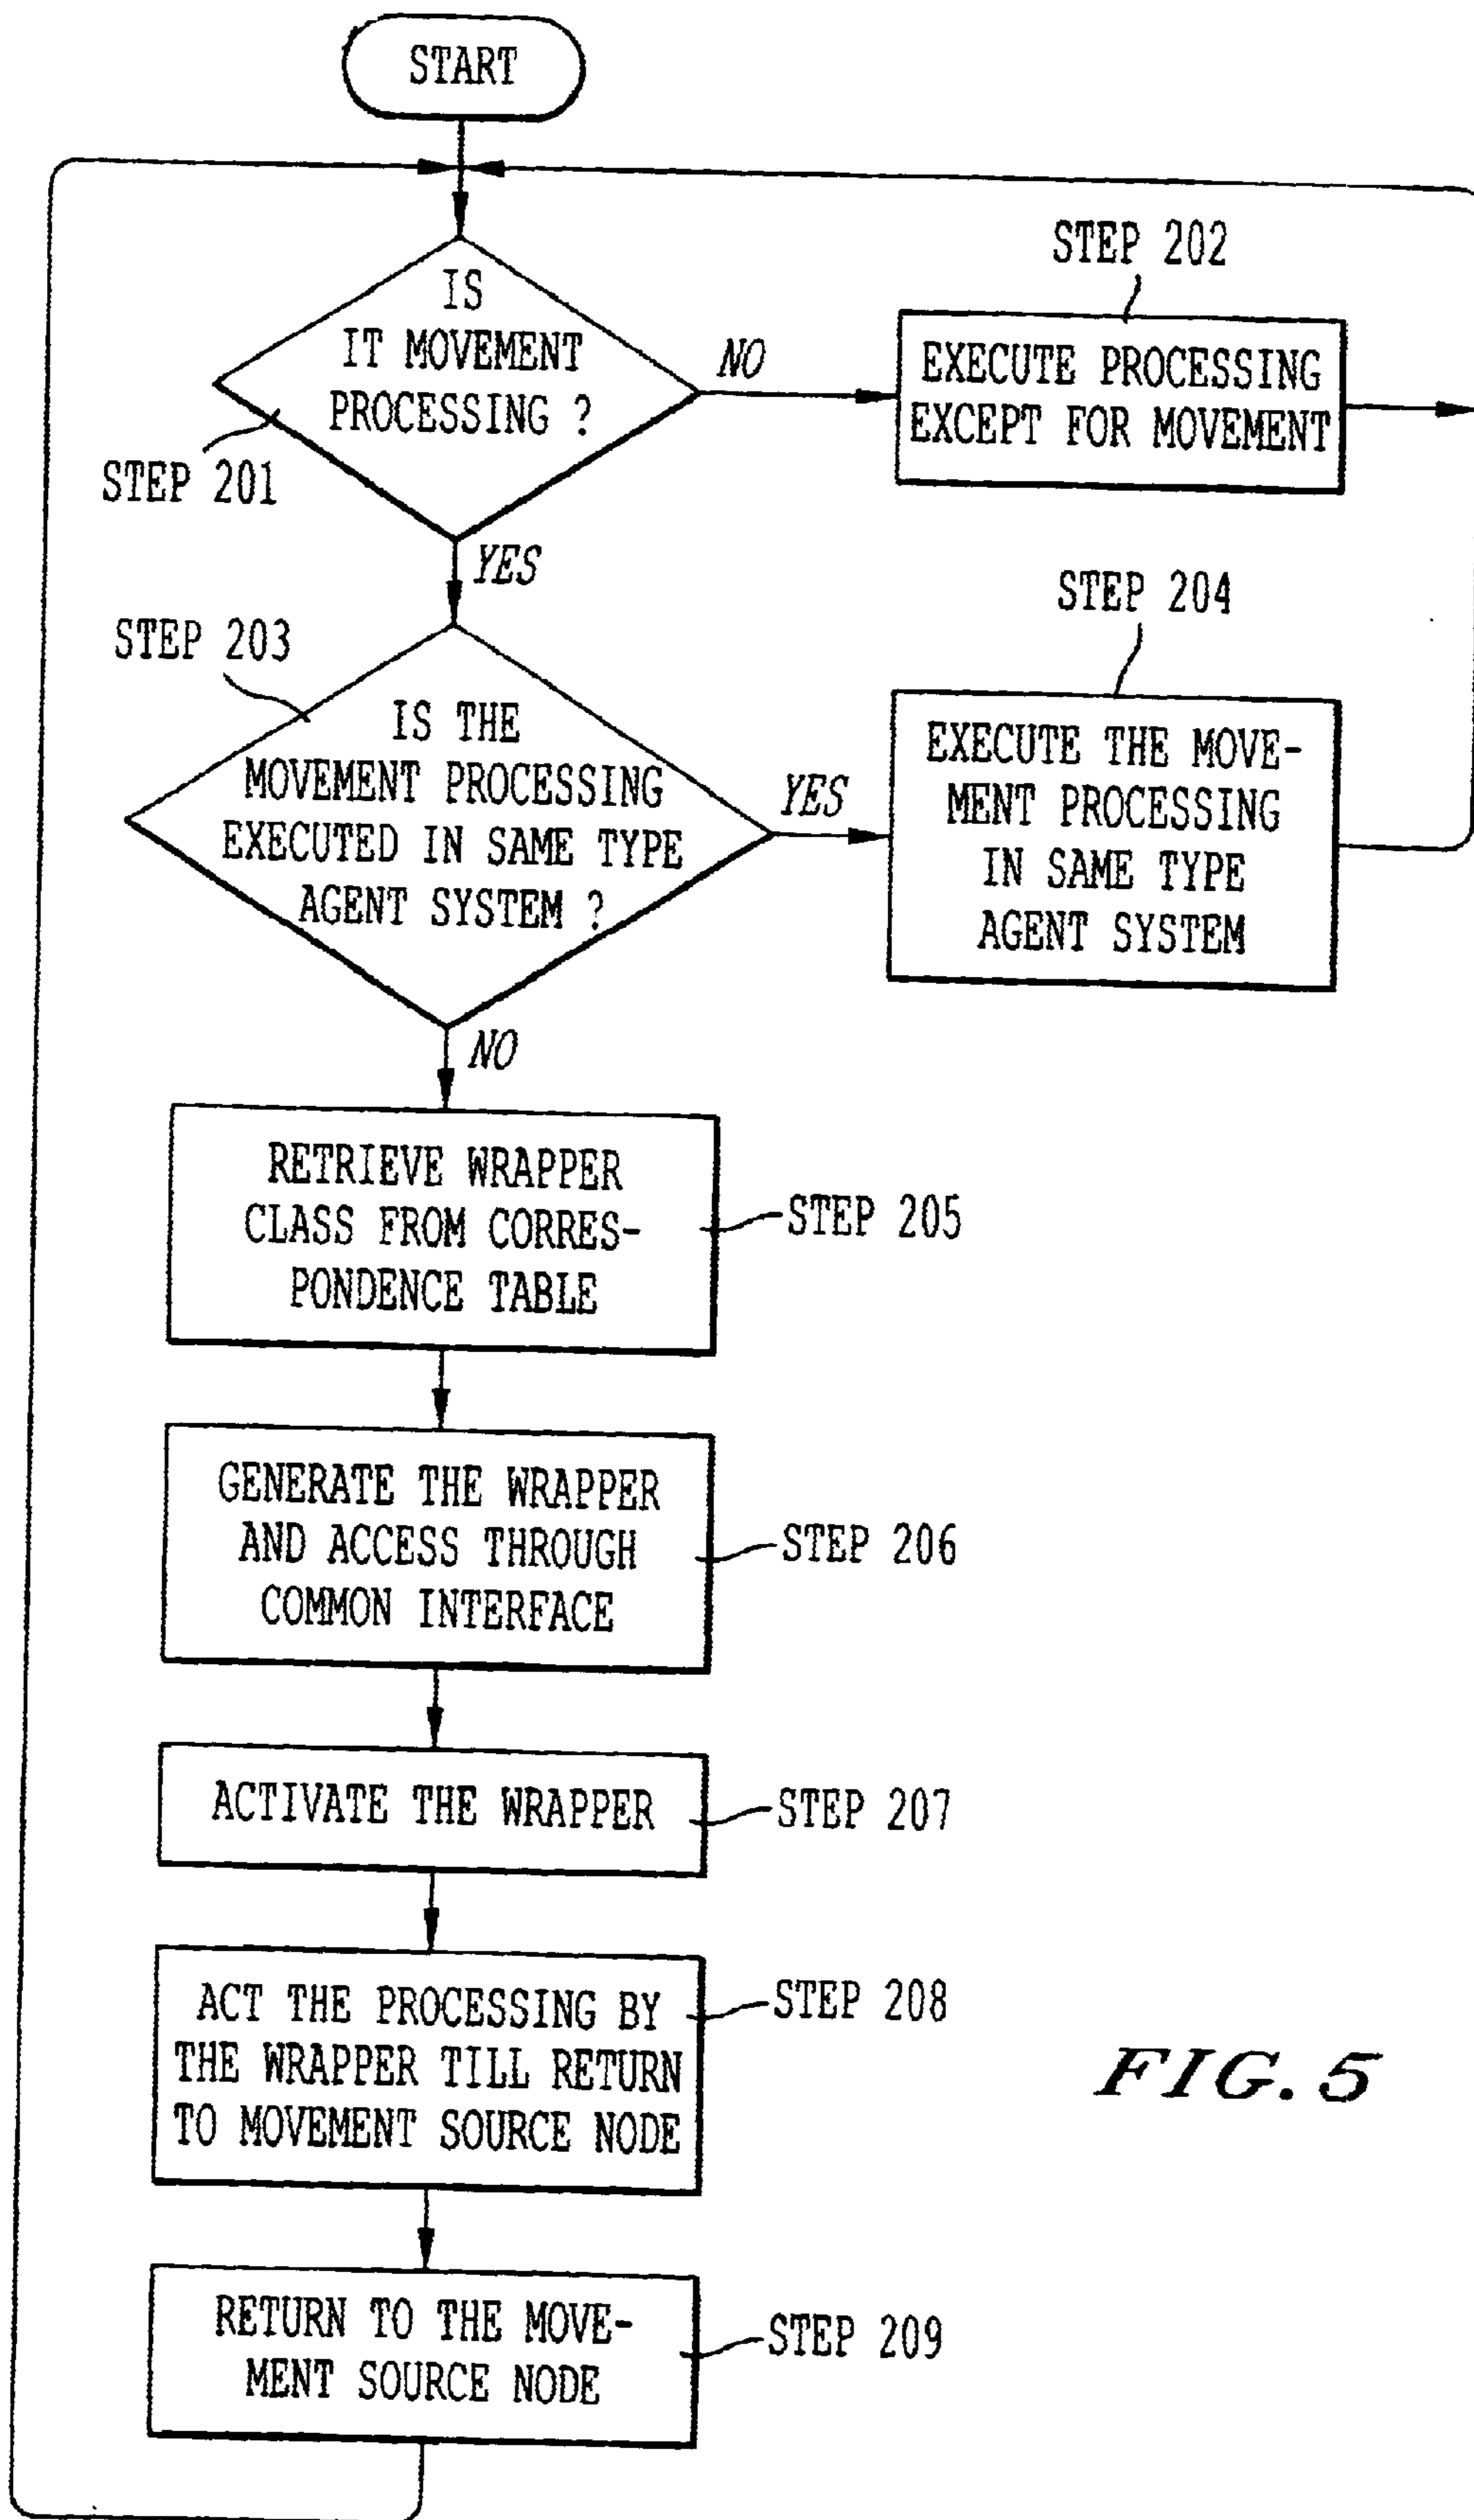 START
STEP 202
IS
IT MOVEMENT
PROCESSING ?
NO
EXECUTE PROCESSING
EXCEPT FOR MOVEMENT
STEP 201
YES
STEP 204
STEP 203
IS THE
MOVEMENT PROCESSING
EXECUTED IN SAME TYPE
AGENT SYSTEM ?
YES
EXECUTE THE MOVE-
MENT PROCESSING
IN SAME TYPE
AGENT SYSTEM
NO
RETRIEVE WRAPPER
CLASS FROM CORRES-
PONDENCE TABLE
STEP 205
GENERATE THE WRAPPER
AND ACCESS THROUGH
COMMON INTERFACE
STEP 206
ACTIVATE THE WRAPPER
STEP 207
ACT THE PROCESSING BY
THE WRAPPER TILL RETURN
TO MOVEMENT SOURCE NODE
STEP 208
FIG. 5
RETURN TO THE MOVE-
MENT SOURCE NODE
STEP 209